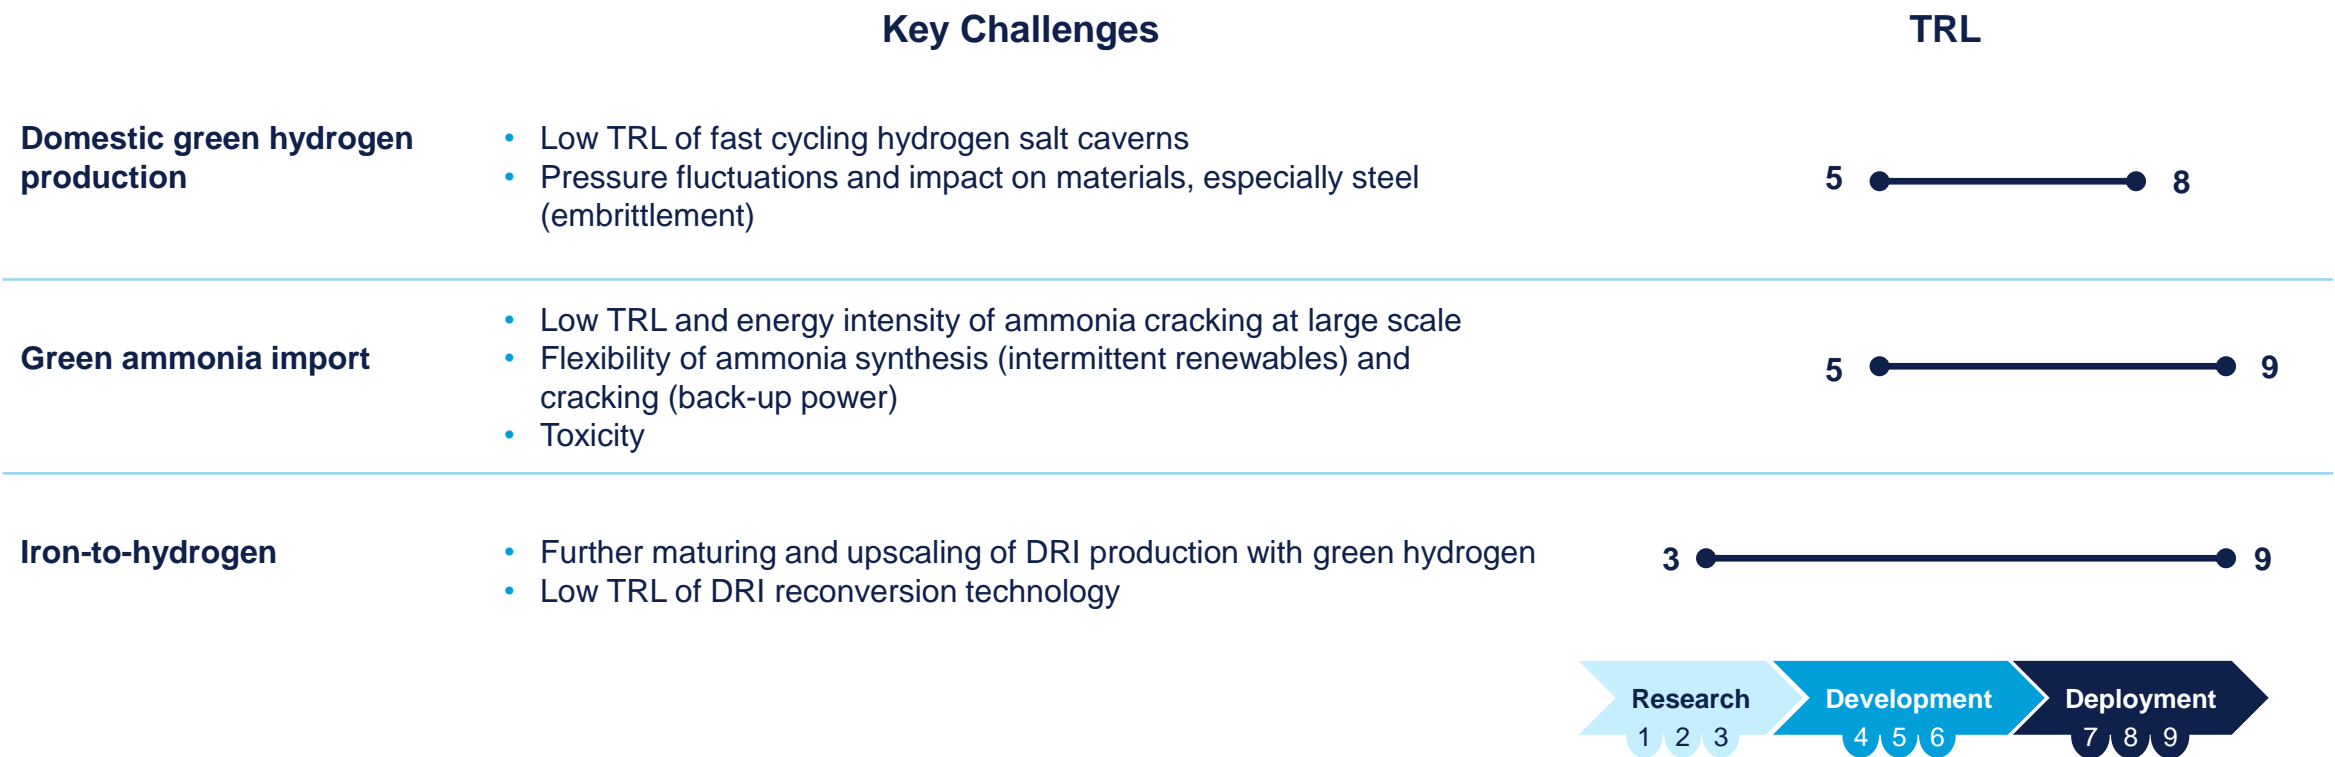 Key Challenges
TRL
Domestic green hydrogen
production
• Low TRL of fast cycling hydrogen salt caverns
• Pressure fluctuations and impact on materials, especially steel
(embrittlement)
5
8
Green ammonia import
• Low TRL and energy intensity of ammonia cracking at large scale
• Flexibility of ammonia synthesis (intermittent renewables) and
cracking (back-up power)
• Toxicity
5
9
Iron-to-hydrogen
• Further maturing and upscaling of DRI production with green hydrogen
• Low TRL of DRI reconversion technology
3
9
Research
1 2 3
Development
4 5 6
Deployment
7 8 9